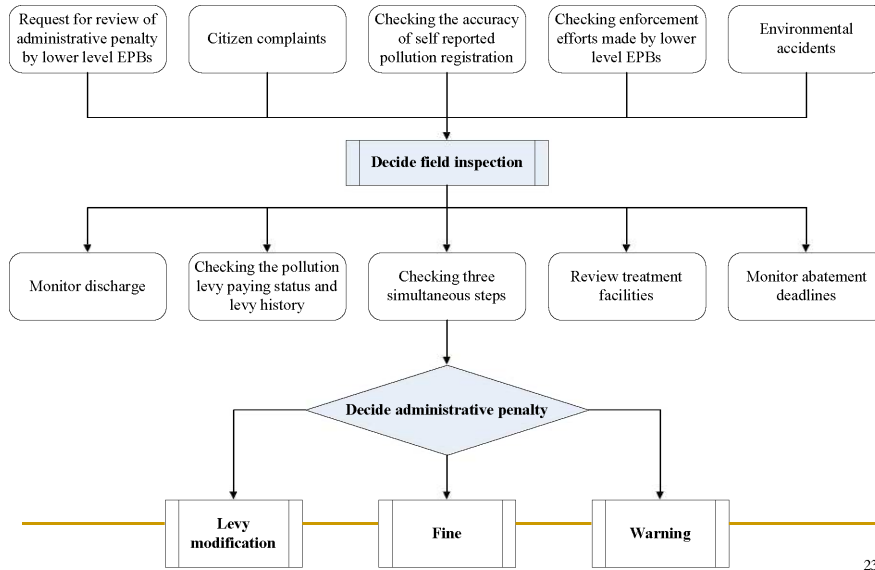 Request for review of
administrative penalty
by lower level EPBs
Citizen complaints
Checking the accuracy
of self reported
pollution registration
Checking enforcement
efforts made by lower
level EPBs
Environmental
accidents
Decide field inspection
Monitor discharge
Checking the pollution
levy paying status and
levy history
Checking three
simultaneous steps
Review treatment
facilities
Monitor abatement
deadlines
Decide administrative penalty
Levy
modification
Fine
Warning
23